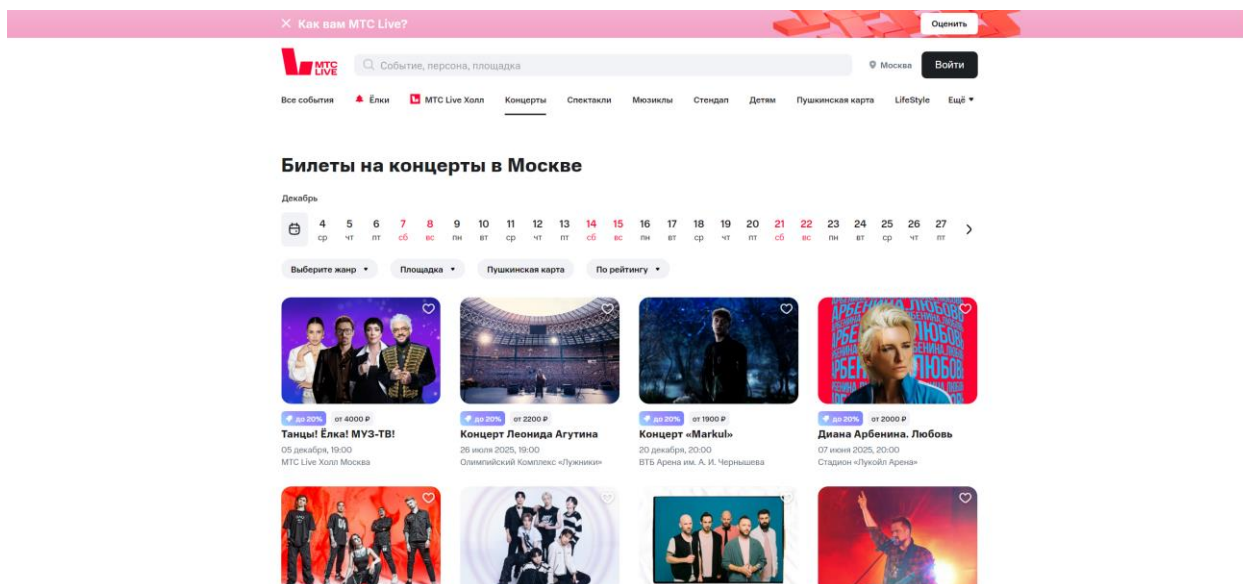 Как вам МТС Live?
Оценить
МТС LIVE
Событие, персона, площадка
Москва
Войти
Все события Ёлки МТС Live Холл Концерты Спектакли Мюзиклы Стендап Детям Пушкинская карта LifeStyle Ещё
Билеты на концерты в Москве
Декабрь
4 5 6 7 8 9 10 11 12 13 14 15 16 17 18 19 20 21 22 23 24 25 26 27
ср чт пт сб вс пн вт ср чт пт сб вс пн вт ср чт пт сб вс пн вт ср чт пт
Выберите жанр Площадка Пушкинская карта По рейтингу
АРБЕНИНА ЛЮБОВЬ
до 20% от 4000 ₽
Танцы! Ёлка! МУЗ-ТВ!
05 декабря, 19:00
МТС Live Холл Москва
до 20% от 2200 ₽
Концерт Леонида Агутина
26 июля 2025, 19:00
Олимпийский Комплекс «Лужники»
до 20% от 1900 ₽
Концерт «Markul»
20 декабря, 20:00
ВТБ Арена им. А. И. Чернышева
до 20% от 2000 ₽
Диана Арбенина. Любовь
07 июня 2025, 20:00
Стадион «Лукойл Арена»